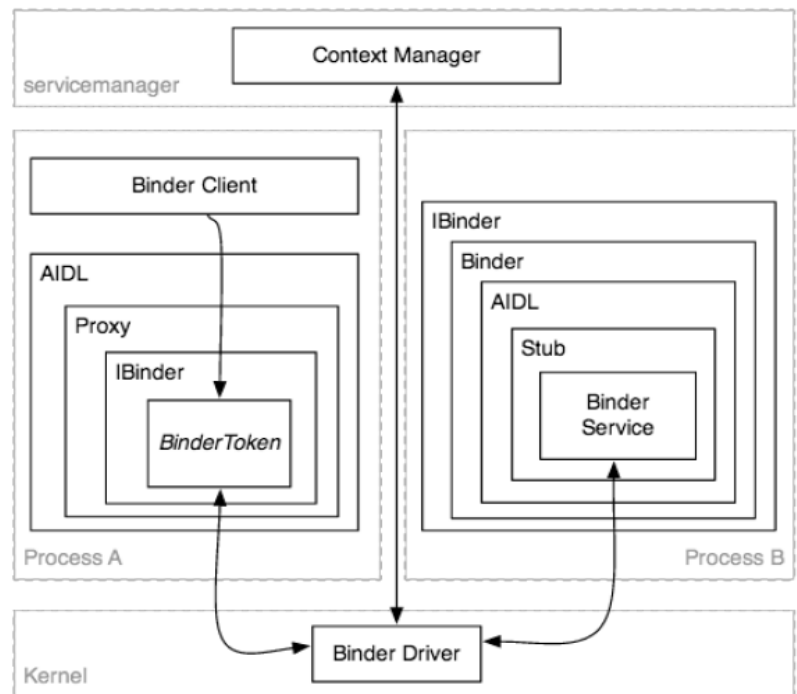 Context Manager
servicemanager
Binder Client
AIDL
Proxy
IBinder
BinderToken
Process A
IBinder
Binder
AIDL
Stub
Binder
Service
Process B
Binder Driver
Kernel